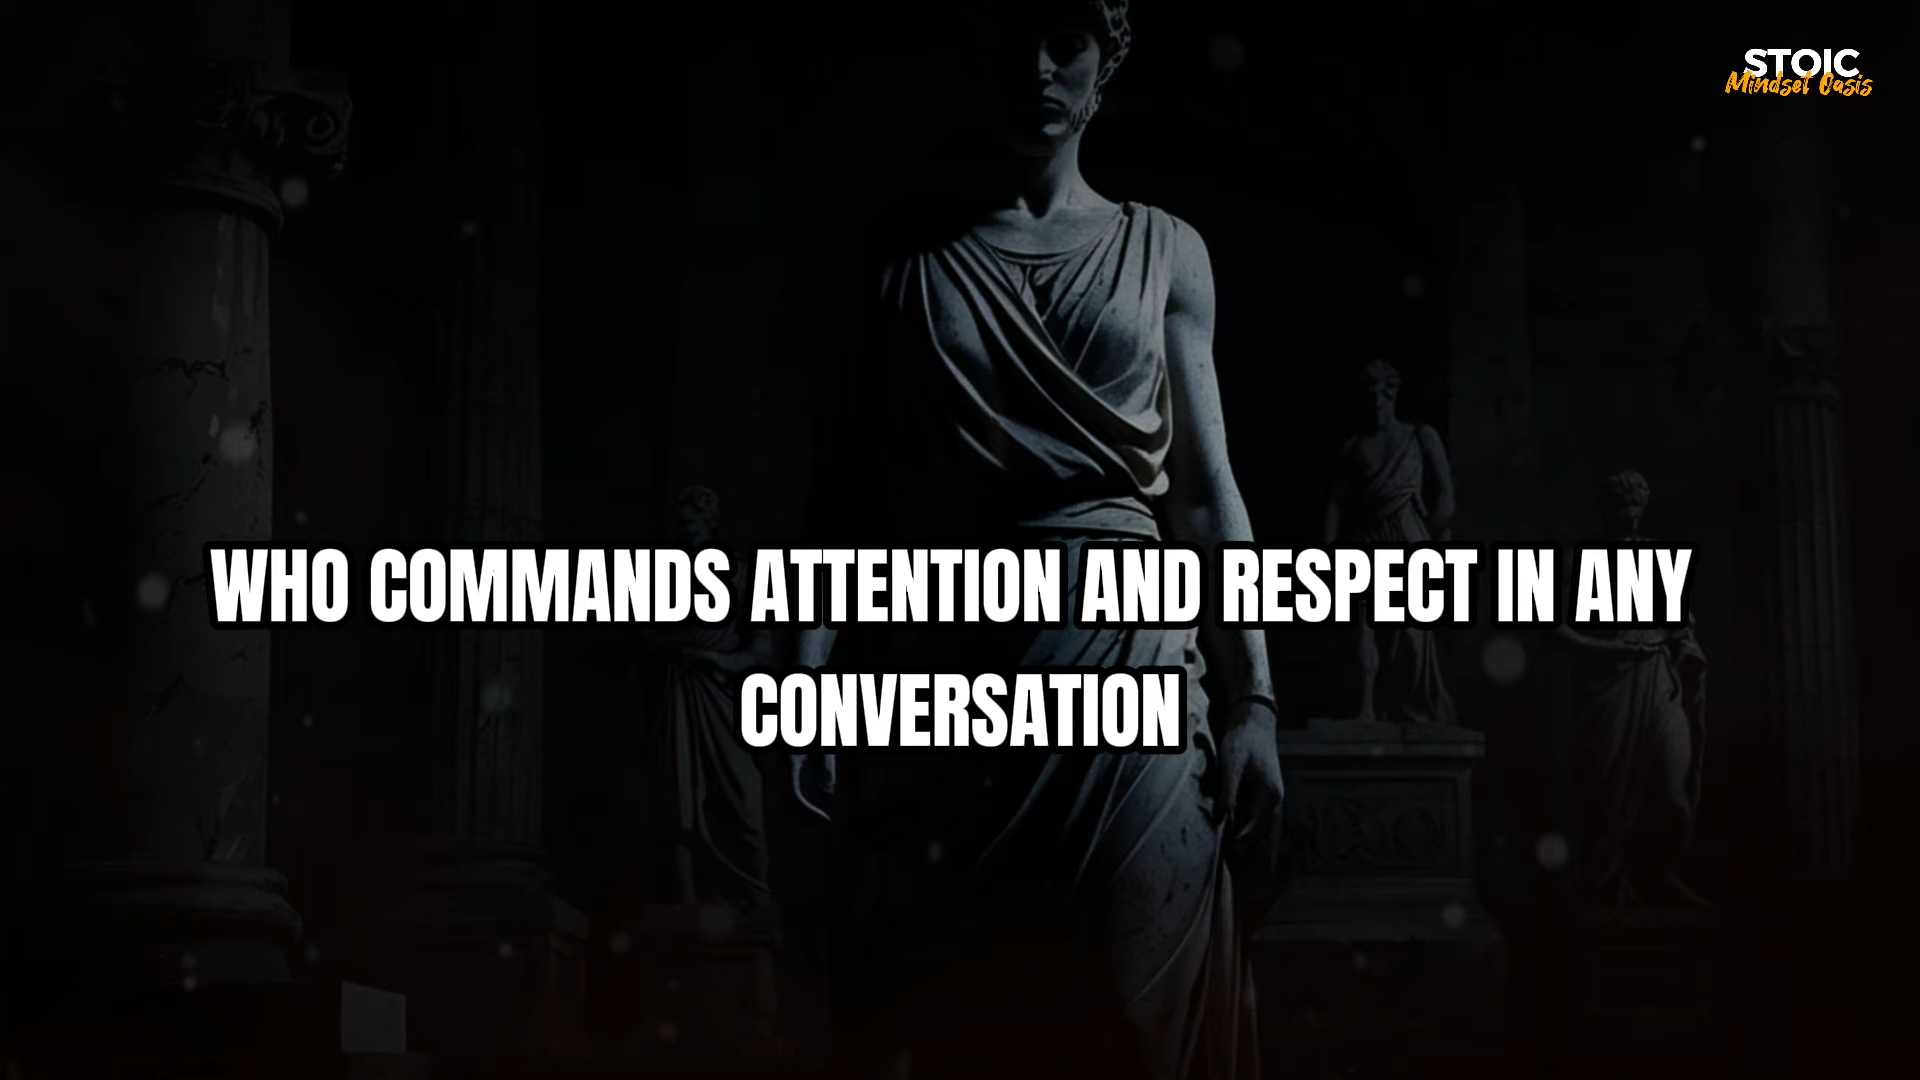 STOIC
Mindset Oasis
WHO COMMANDS ATTENTION AND RESPECT IN ANY
CONVERSATION